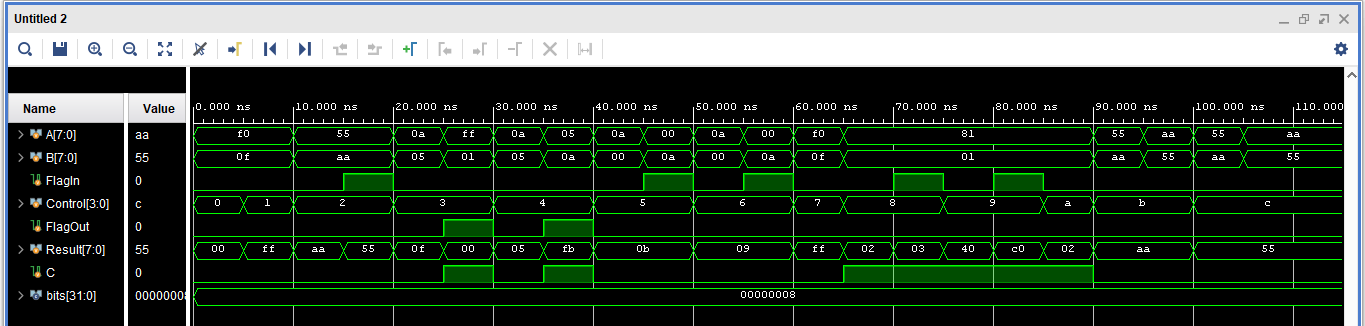 Untitled 2
Name Value
0.000 ns 10.000 ns 20.000 ns 30.000 ns 40.000 ns 50.000 ns 60.000 ns 70.000 ns 80.000 ns 90.000 ns 100.000 ns 110.000
A[7:0] aa f0 55 0a ff 0a 05 0a 00 0a 00 f0 81 55 aa 55 aa
B[7:0] 55 0f aa 05 01 05 0a 00 0a 00 0a 0f 01 aa 55 aa 55
FlagIn 0
Control[3:0] c 0 1 2 3 4 5 6 7 8 9 a b c
FlagOut 0
Result[7:0] 55 00 ff aa 55 0f 00 05 fb 0b 09 ff 02 03 40 c0 02 aa 55
C 0
bits[31:0] 00000008 00000008